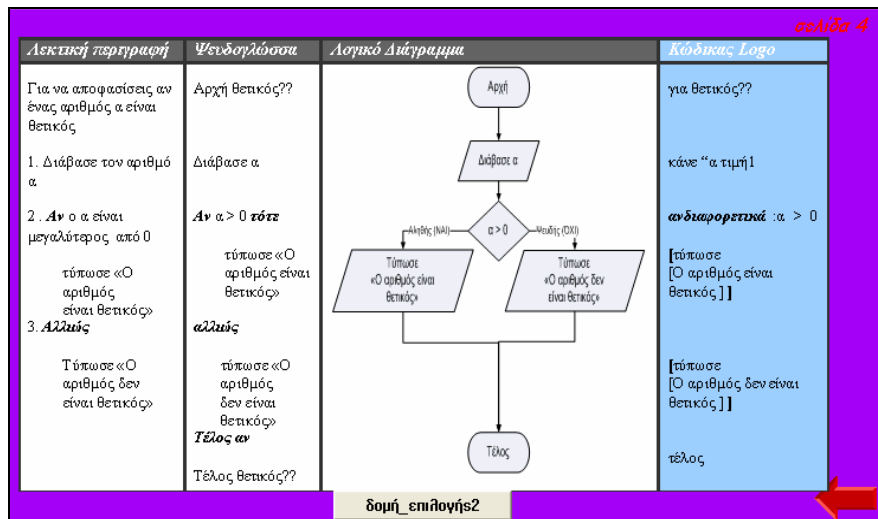 σελίδα 4
Λεκτική περιγραφή
Ψευδογλώσσα
Λογικό Διάγραμμα
Κώδικας Logo
Για να αποφασίσεις αν
ένας αριθμός α είναι
θετικός
1. Διάβασε τον αριθμό
α
2 . Αν ο α είναι
μεγαλύτερος από 0
τύπωσε «Ο
αριθμός
είναι θετικός»
3. Αλλιώς
Τύπωσε «Ο
αριθμός δεν
είναι θετικός»
Αρχή θετικός??
Διάβασε α
Αν α > 0 τότε
τύπωσε «Ο
αριθμός είναι
θετικός»
αλλιώς
τύπωσε «Ο
αριθμός
δεν είναι
θετικός»
Τέλος αν
Τέλος θετικός??
Αρχή
Διάβασε α
Αληθής (ΝΑΙ)
α > 0
Ψευδής (ΌΧΙ)
Τύπωσε
«Ο αριθμός είναι
θετικός»
Τύπωσε
«Ο αριθμός δεν
είναι θετικός»
Τέλος
για θετικός??
κάνε “α τιμή1
ανδιαφορετικά :α > 0
[τύπωσε
[Ο αριθμός είναι
θετικός ] ]
[τύπωσε
[Ο αριθμός δεν είναι
θετικός ] ]
τέλος
δομή_επιλογής2